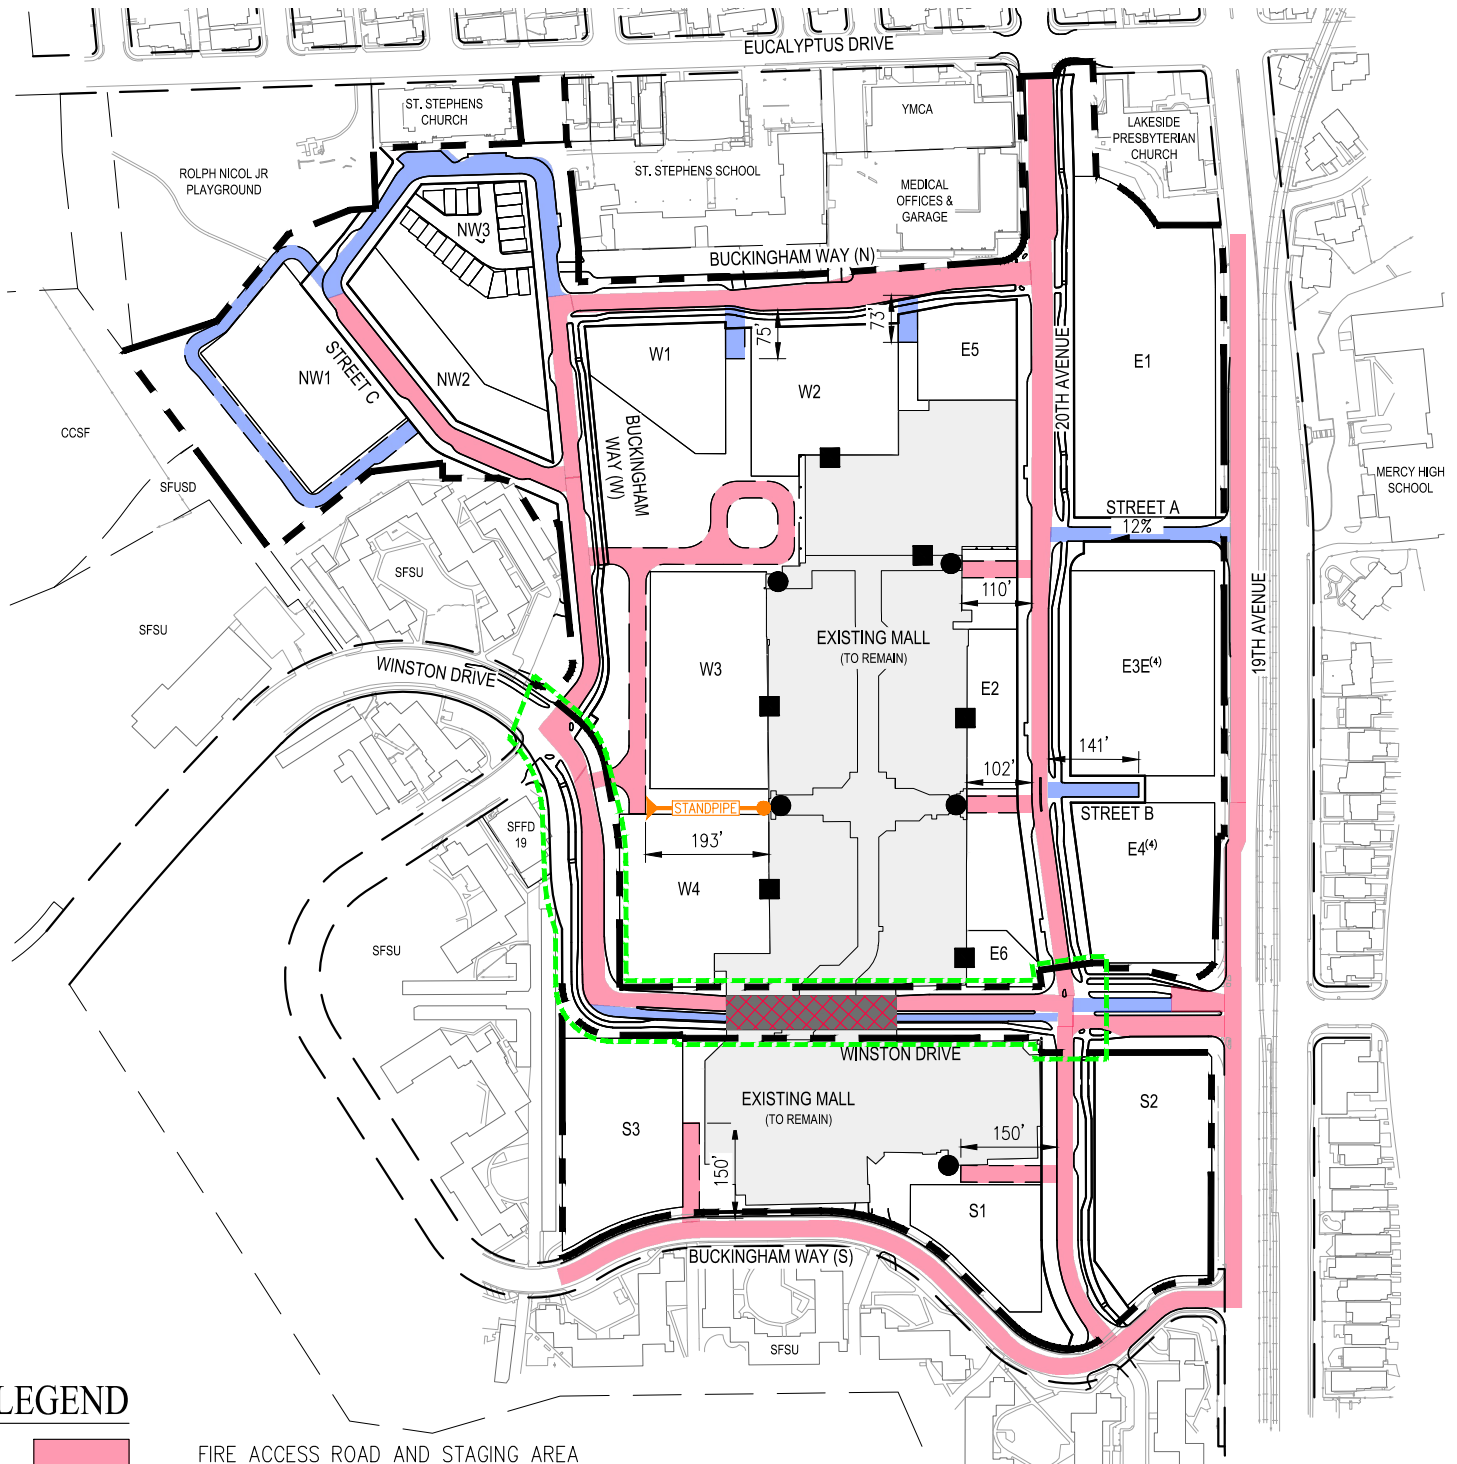 EUCALYPTUS DRIVE
ST. STEPHENS
CHURCH
YMCA
LAKESIDE
PRESBYTERIAN
CHURCH
ROLPH NICOL JR
PLAYGROUND
ST. STEPHENS SCHOOL
MEDICAL
OFFICES &
GARAGE
NW3
BUCKINGHAM WAY (N)
75'
73'
W1
E5
E1
20TH AVENUE
NW1
STREET C
NW2
W2
CCSF
BUCKINGHAM
WAY (W)
SFUSD
MERCY HIGH
SCHOOL
STREET A
12%
SFSU
110'
19TH AVENUE
SFSU
EXISTING MALL
(TO REMAIN)
WINSTON DRIVE
W3
E2
E3E(4)
141'
102'
STANDPIPE
STREET B
SFFD
19
193'
E4(4)
W4
SFSU
E6
WINSTON DRIVE
EXISTING MALL
(TO REMAIN)
S3
S2
150'
150'
S1
BUCKINGHAM WAY (S)
SFSU
LEGEND
FIRE ACCESS ROAD AND STAGING AREA